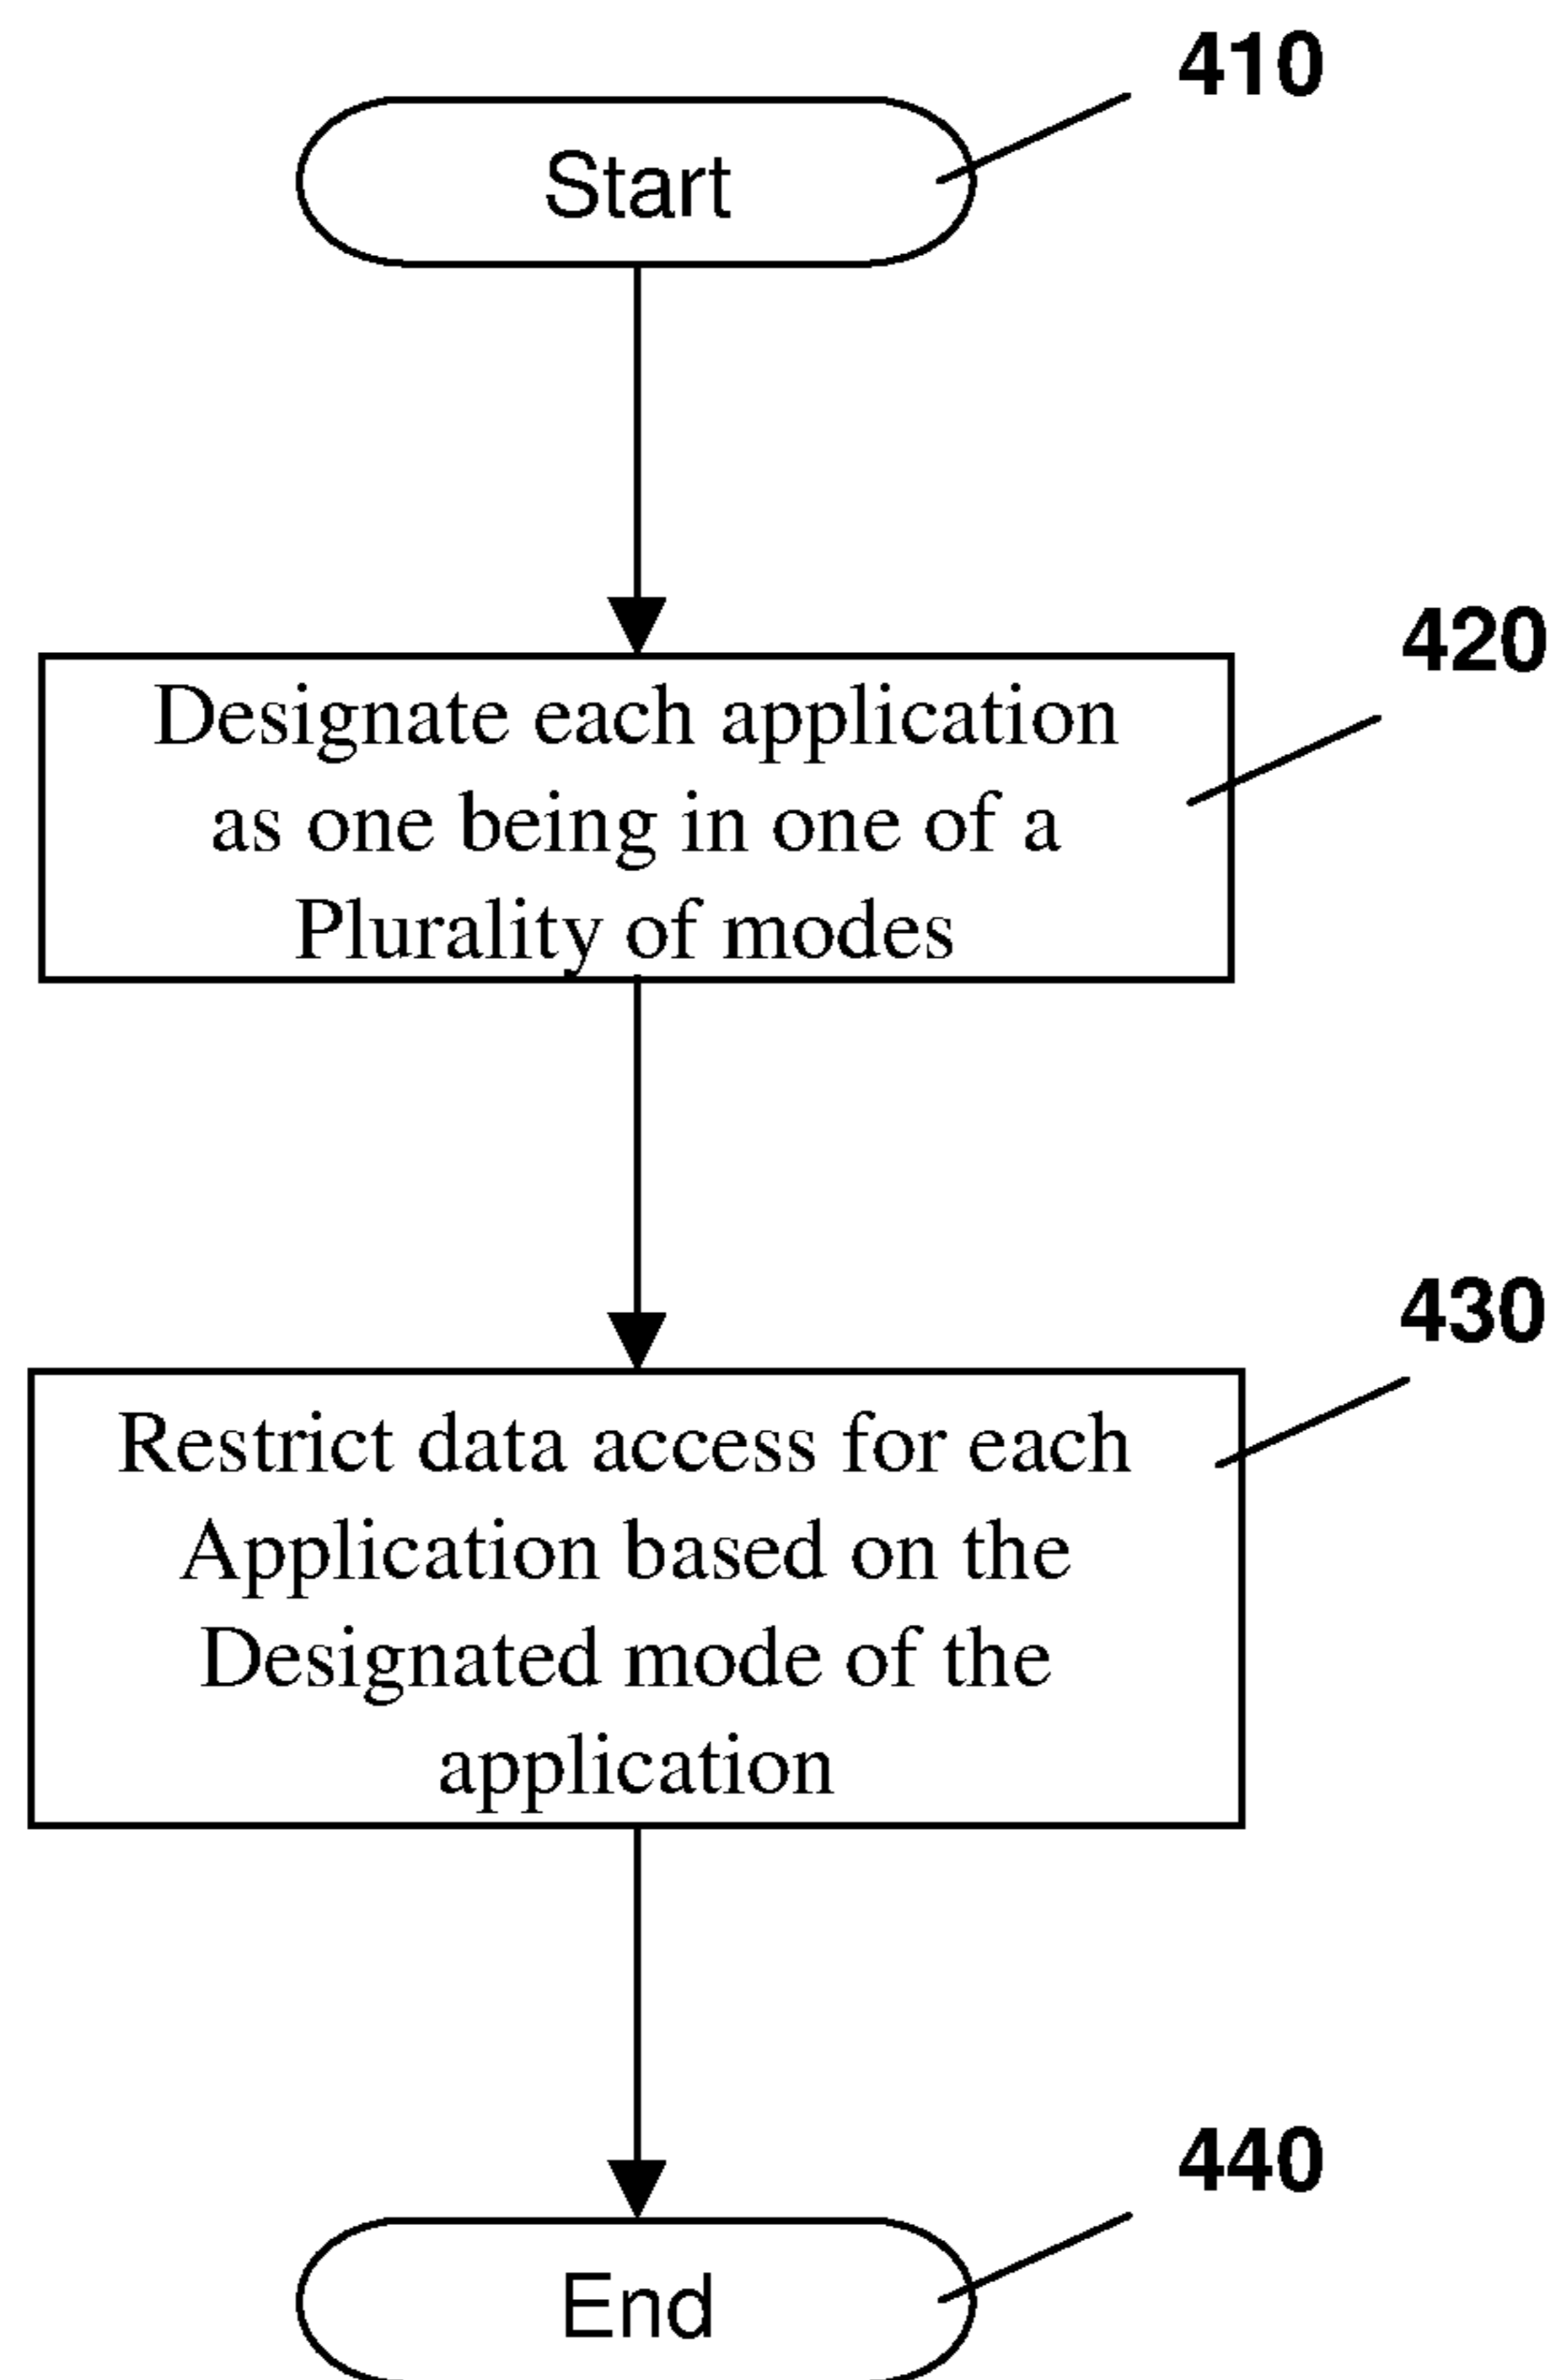 410
Start
420
Designate each application
as one being in one of a
Plurality of modes
430
Restrict data access for each
Application based on the
Designated mode of the
application
440
End